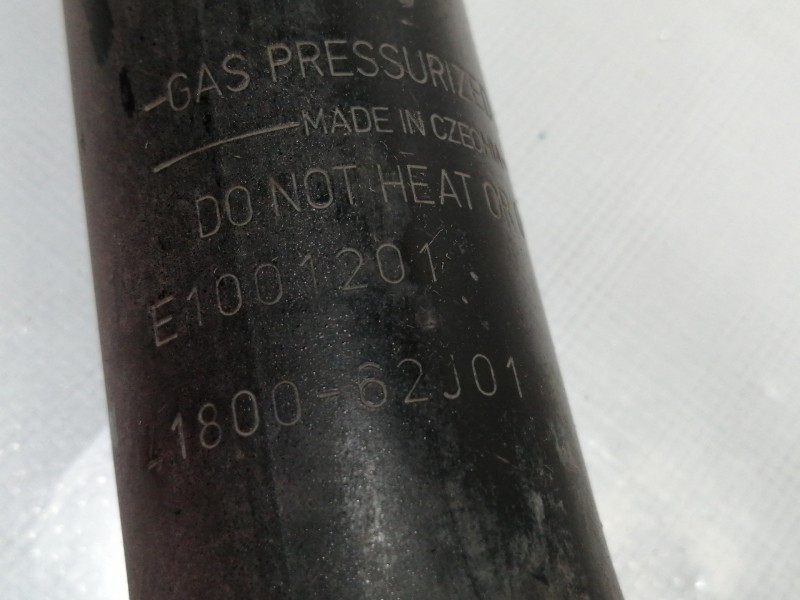 GAS PRESSURIZED
MADE IN CZECH
DO NOT HEAT OR
E1001201
1800-62J01